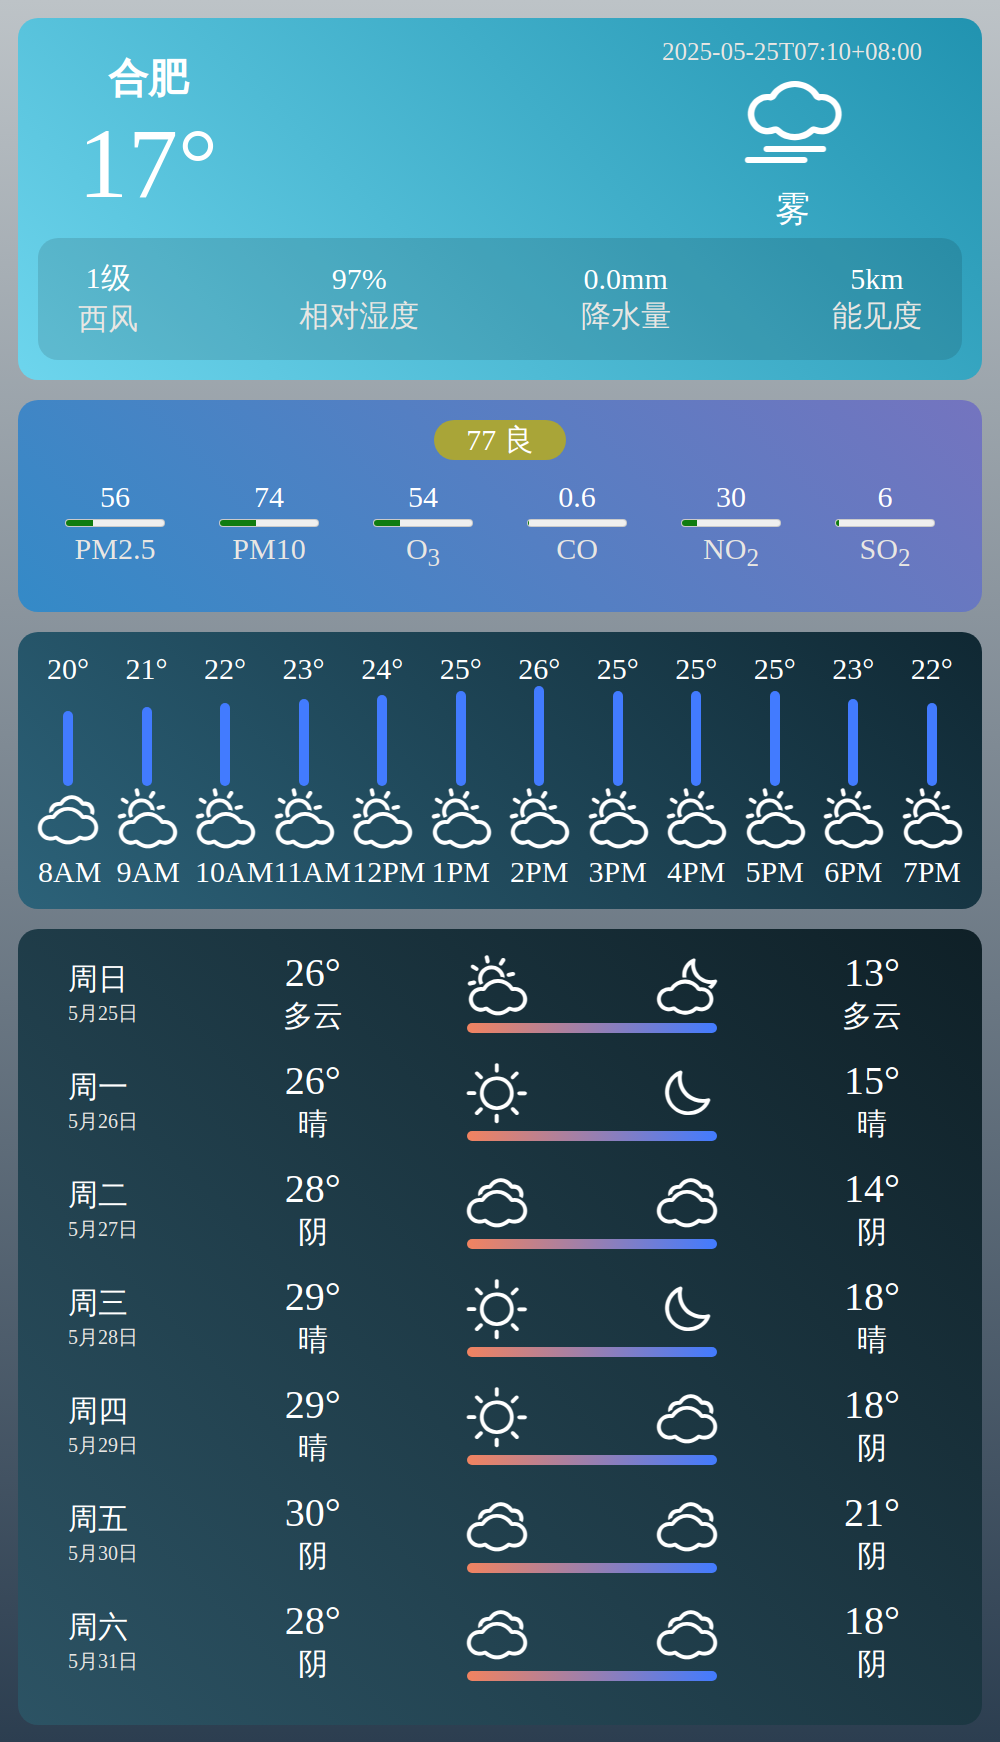 合肥
17°
2025-05-25T07:10+08:00
雾
1级 97% 0.0mm 5km
西风 相对湿度 降水量 能见度
77 良
56 74 54 0.6 30 6
PM2.5 PM10 O3 CO NO2 SO2
20° 21° 22° 23° 24° 25° 26° 25° 25° 25° 23° 22°
8AM 9AM 10AM 11AM 12PM 1PM 2PM 3PM 4PM 5PM 6PM 7PM
周日 26° 13°
5月25日 多云 多云
周一 26° 15°
5月26日 晴 晴
周二 28° 14°
5月27日 阴 阴
周三 29° 18°
5月28日 晴 晴
周四 29° 18°
5月29日 晴 阴
周五 30° 21°
5月30日 阴 阴
周六 28° 18°
5月31日 阴 阴